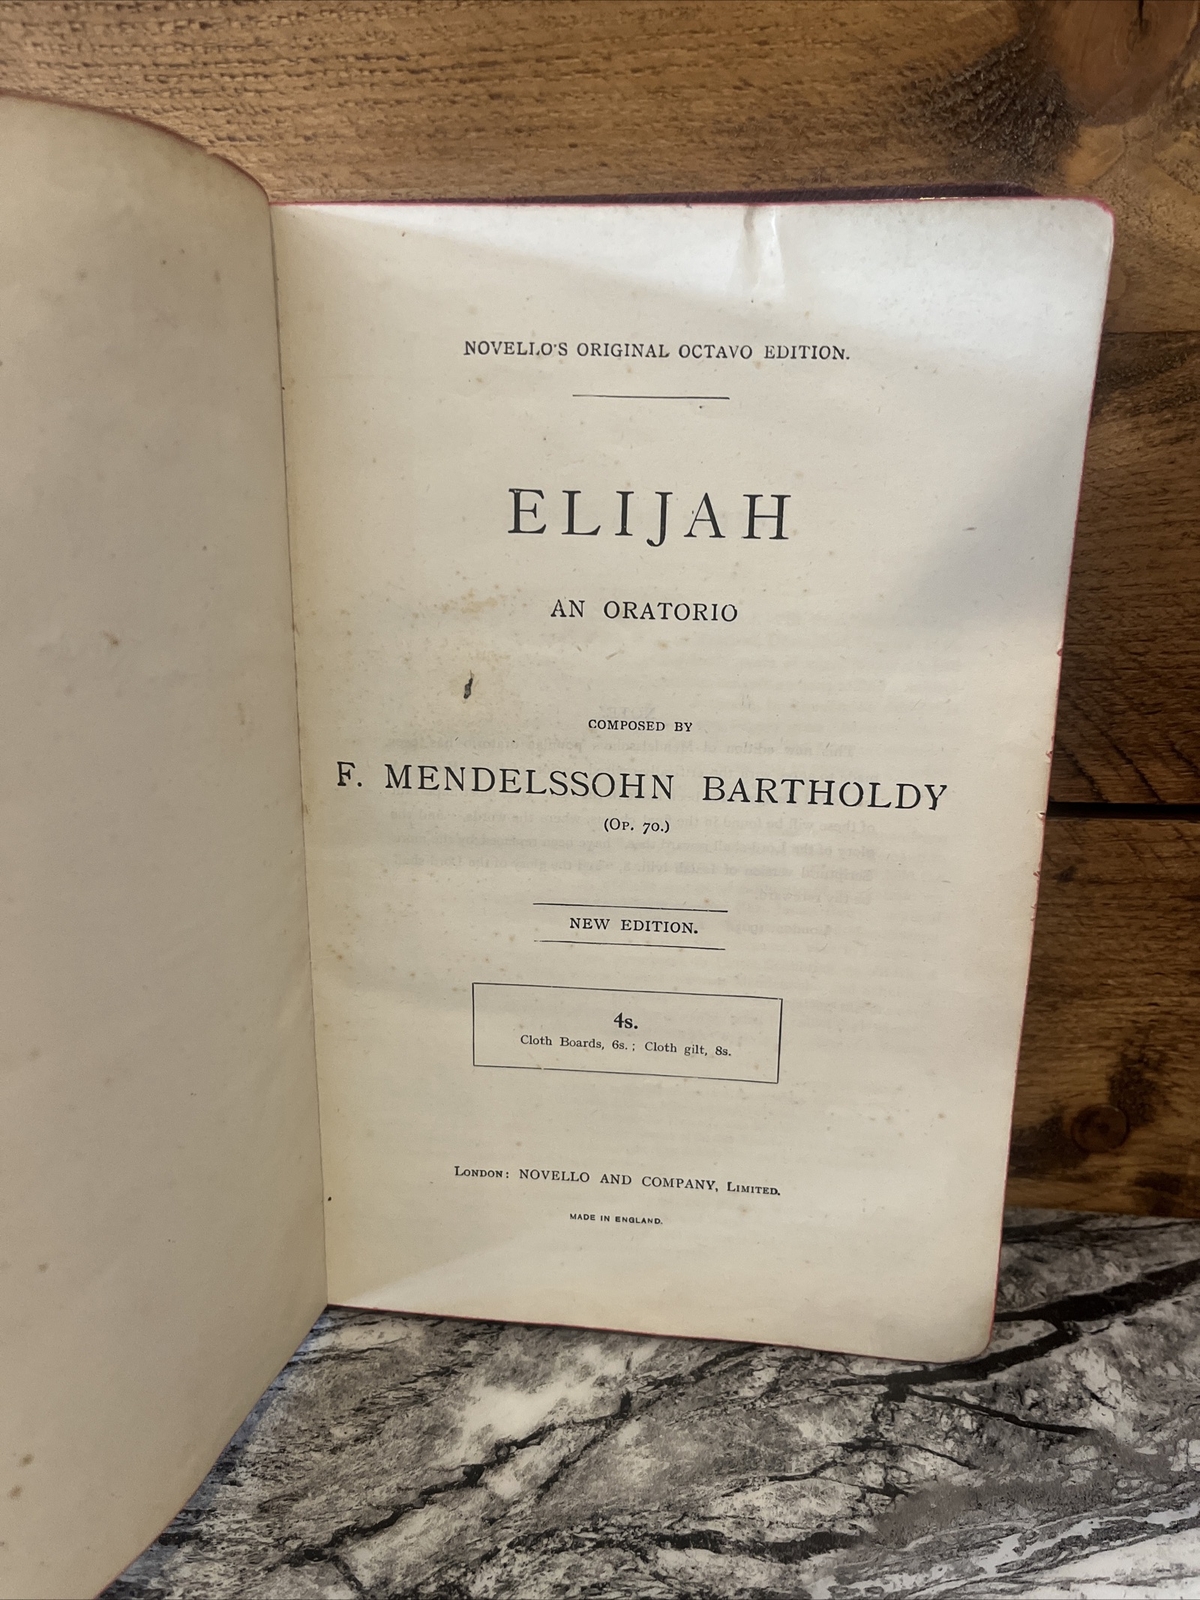 NOVELLO'S ORIGINAL OCTAVO EDITION.
ELIJAH
AN ORATORIO
COMPOSED BY
F. MENDELSSOHN BARTHOLDY
(Op. 70.)
NEW EDITION.
4s.
Cloth Boards, 6s.; Cloth gilt, 8s.
London: NOVELLO AND COMPANY, Limited.
MADE IN ENGLAND.